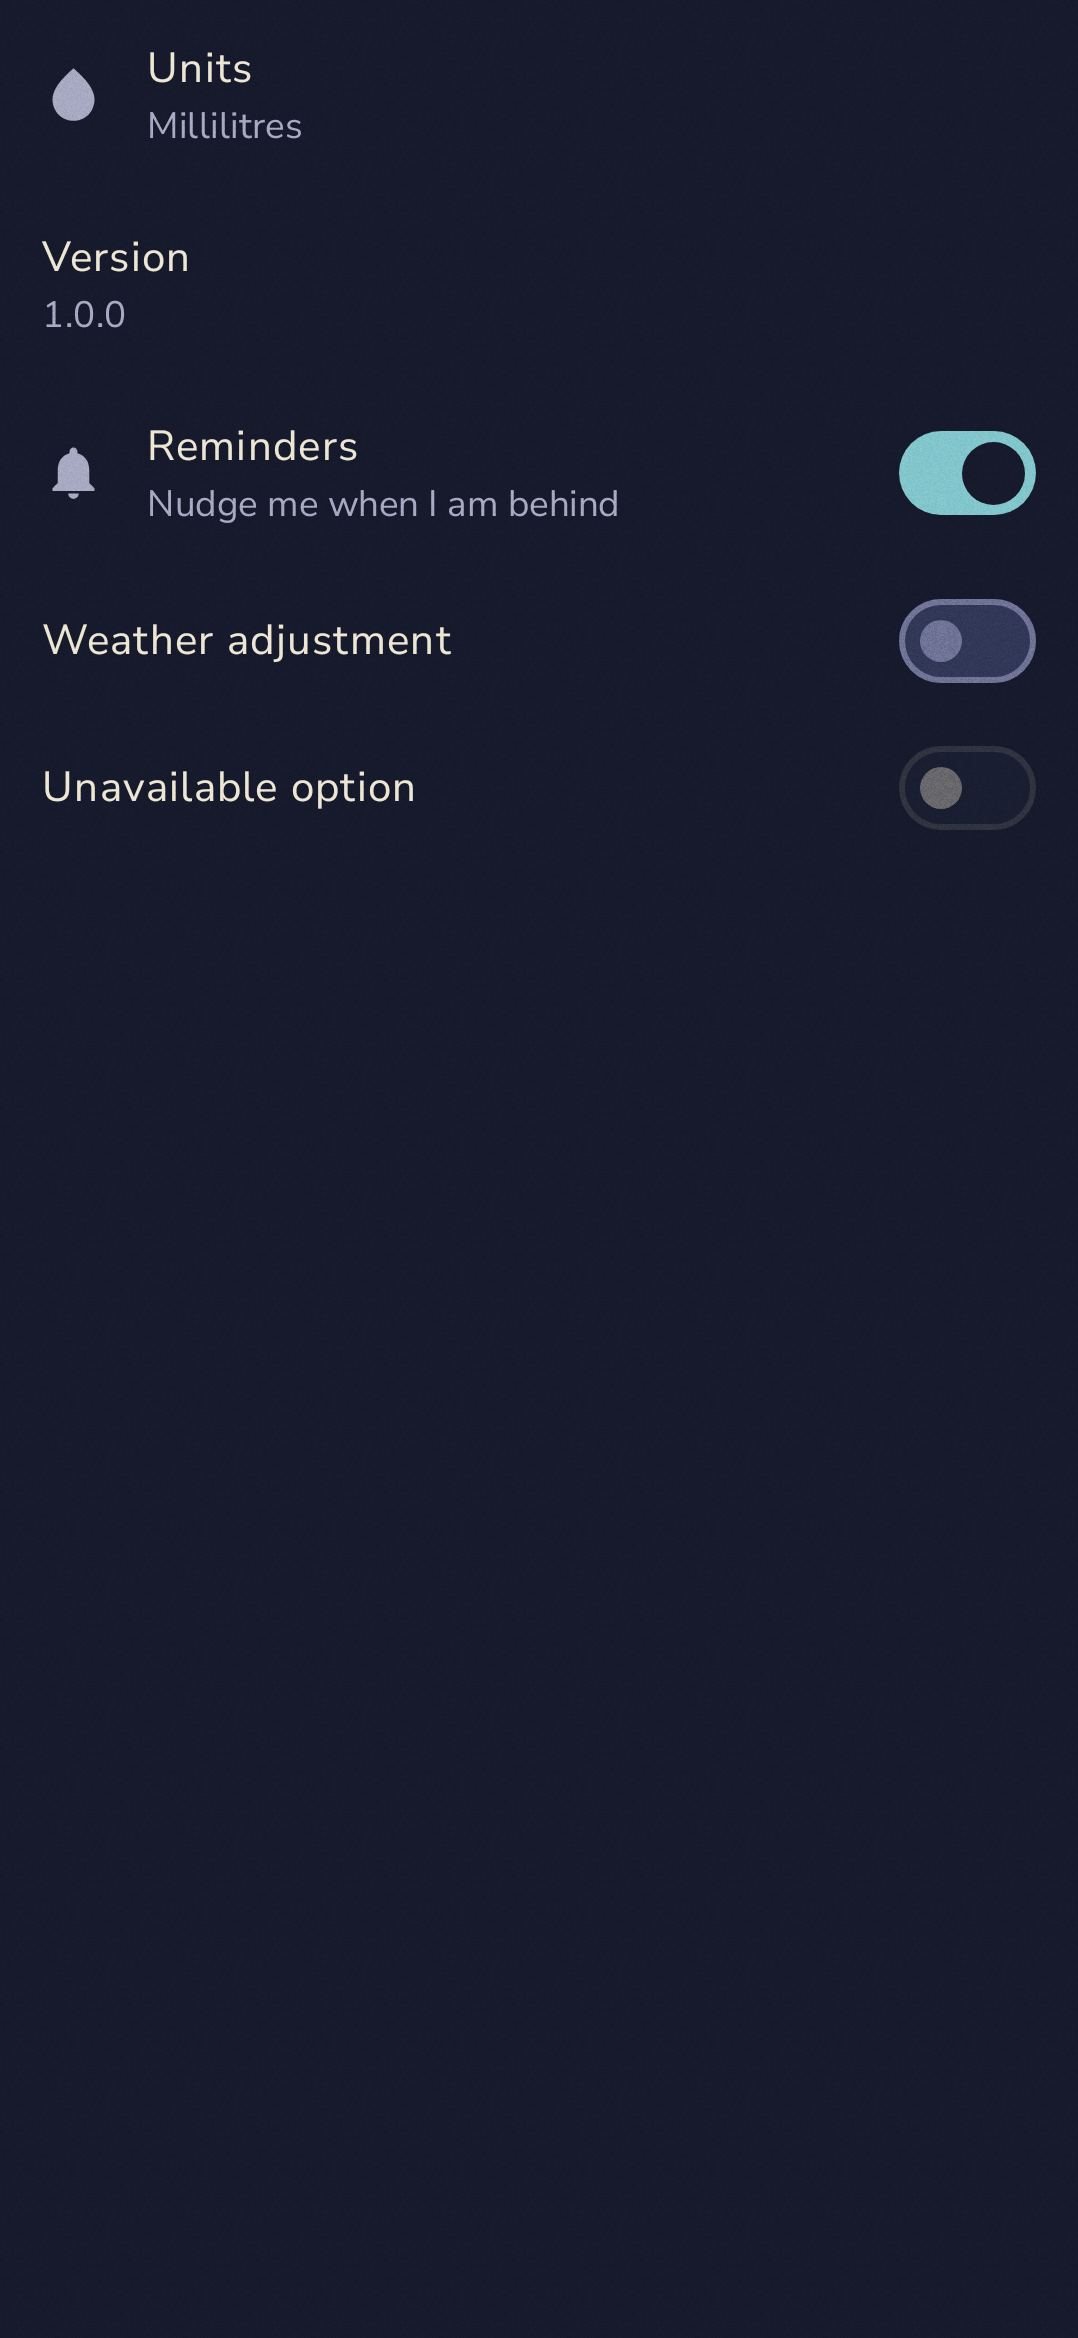 Units
Millilitres
Version
1.0.0
Reminders
Nudge me when I am behind
Weather adjustment
Unavailable option